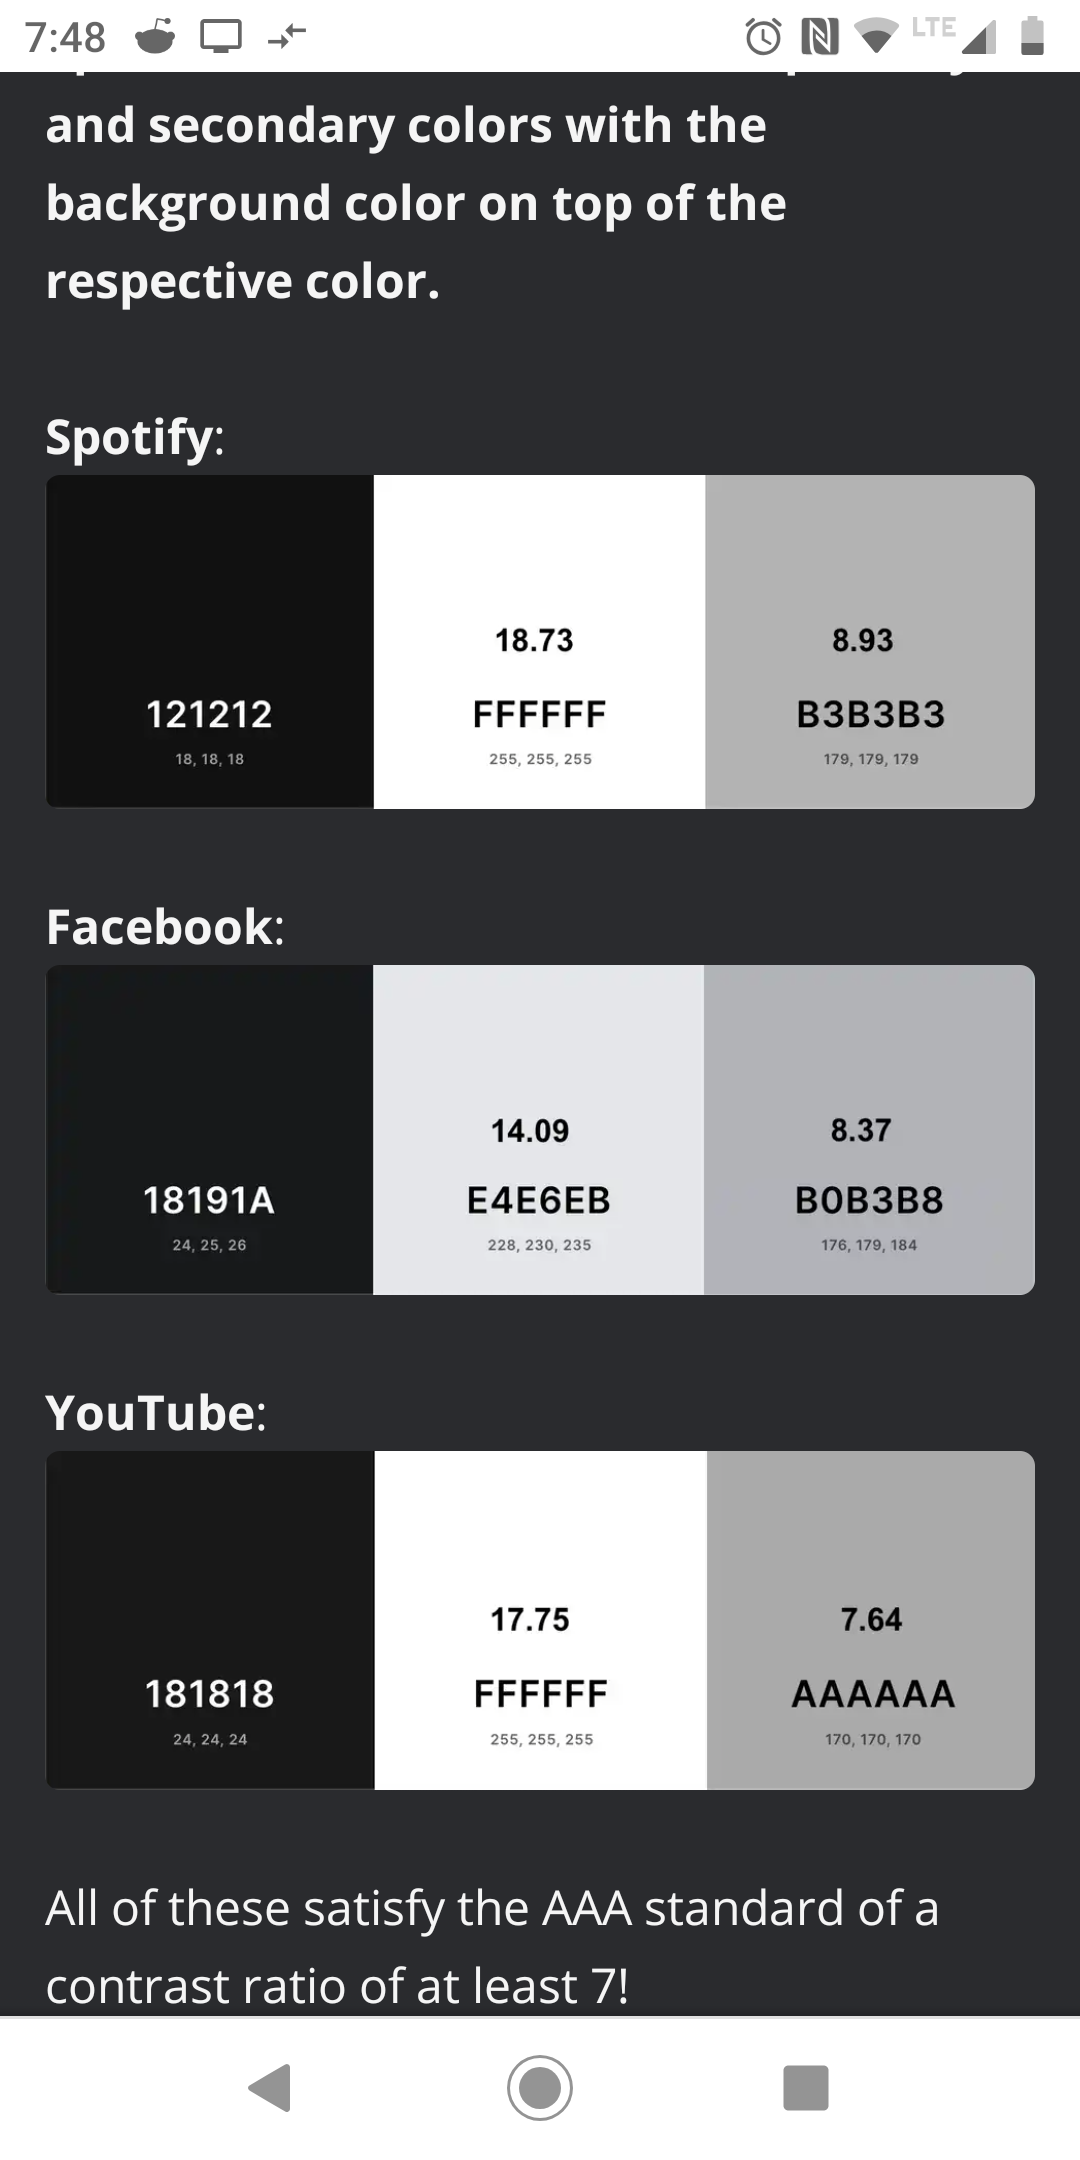 7:48 LTE
and secondary colors with the
background color on top of the
respective color.
Spotify:
18.73 8.93
121212 FFFFFF B3B3B3
18, 18, 18 255, 255, 255 179, 179, 179
Facebook:
14.09 8.37
18191A E4E6EB B0B3B8
24, 25, 26 228, 230, 235 176, 179, 184
YouTube:
17.75 7.64
181818 FFFFFF AAAAAA
24, 24, 24 255, 255, 255 170, 170, 170
All of these satisfy the AAA standard of a
contrast ratio of at least 7!